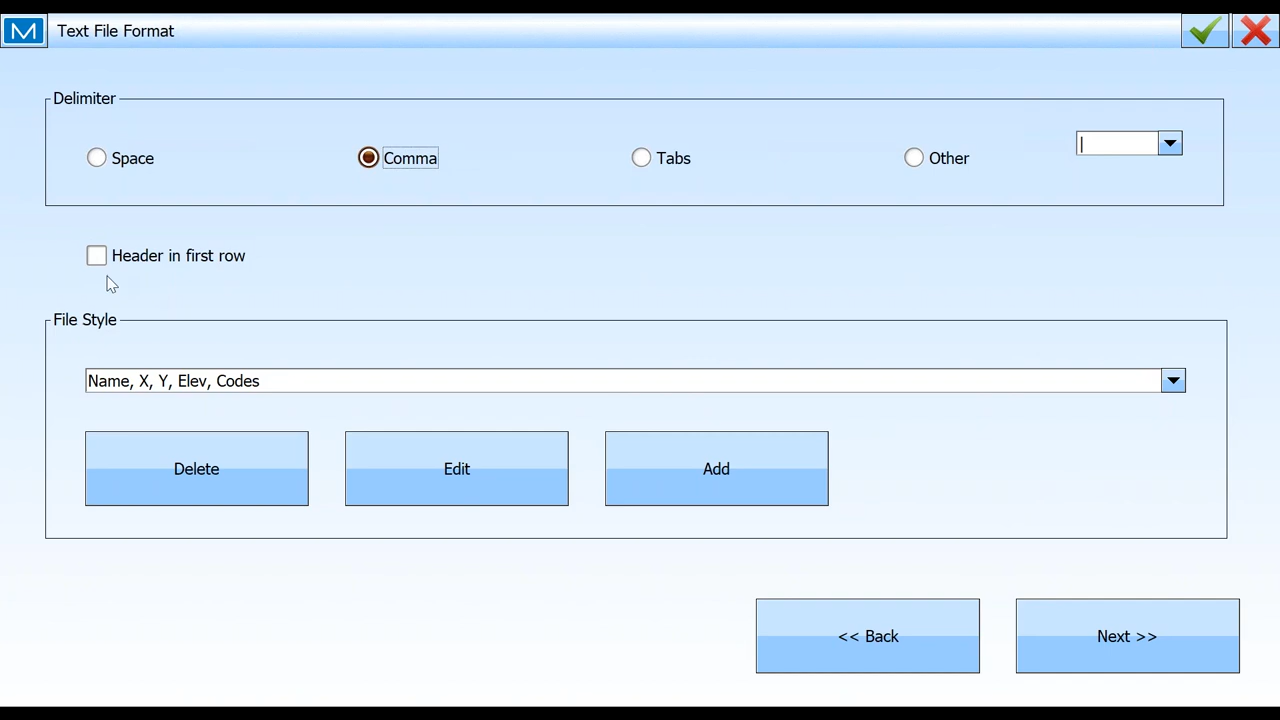 Text File Format
Delimiter
Space
Comma
Tabs
Other
Header in first row
File Style
Name, X, Y, Elev, Codes
Delete
Edit
Add
<< Back
Next >>